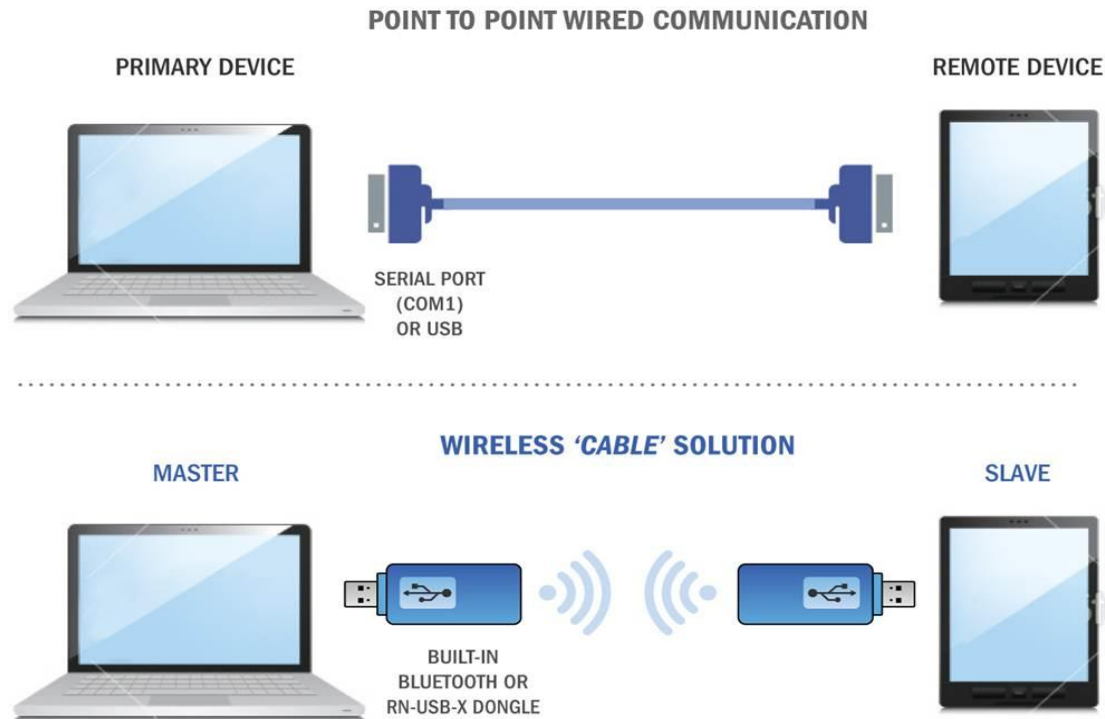 POINT TO POINT WIRED COMMUNICATION
PRIMARY DEVICE
REMOTE DEVICE
SERIAL PORT
(COM1)
OR USB
WIRELESS ‘CABLE’ SOLUTION
MASTER
SLAVE
BUILT-IN
BLUETOOTH OR
RN-USB-X DONGLE